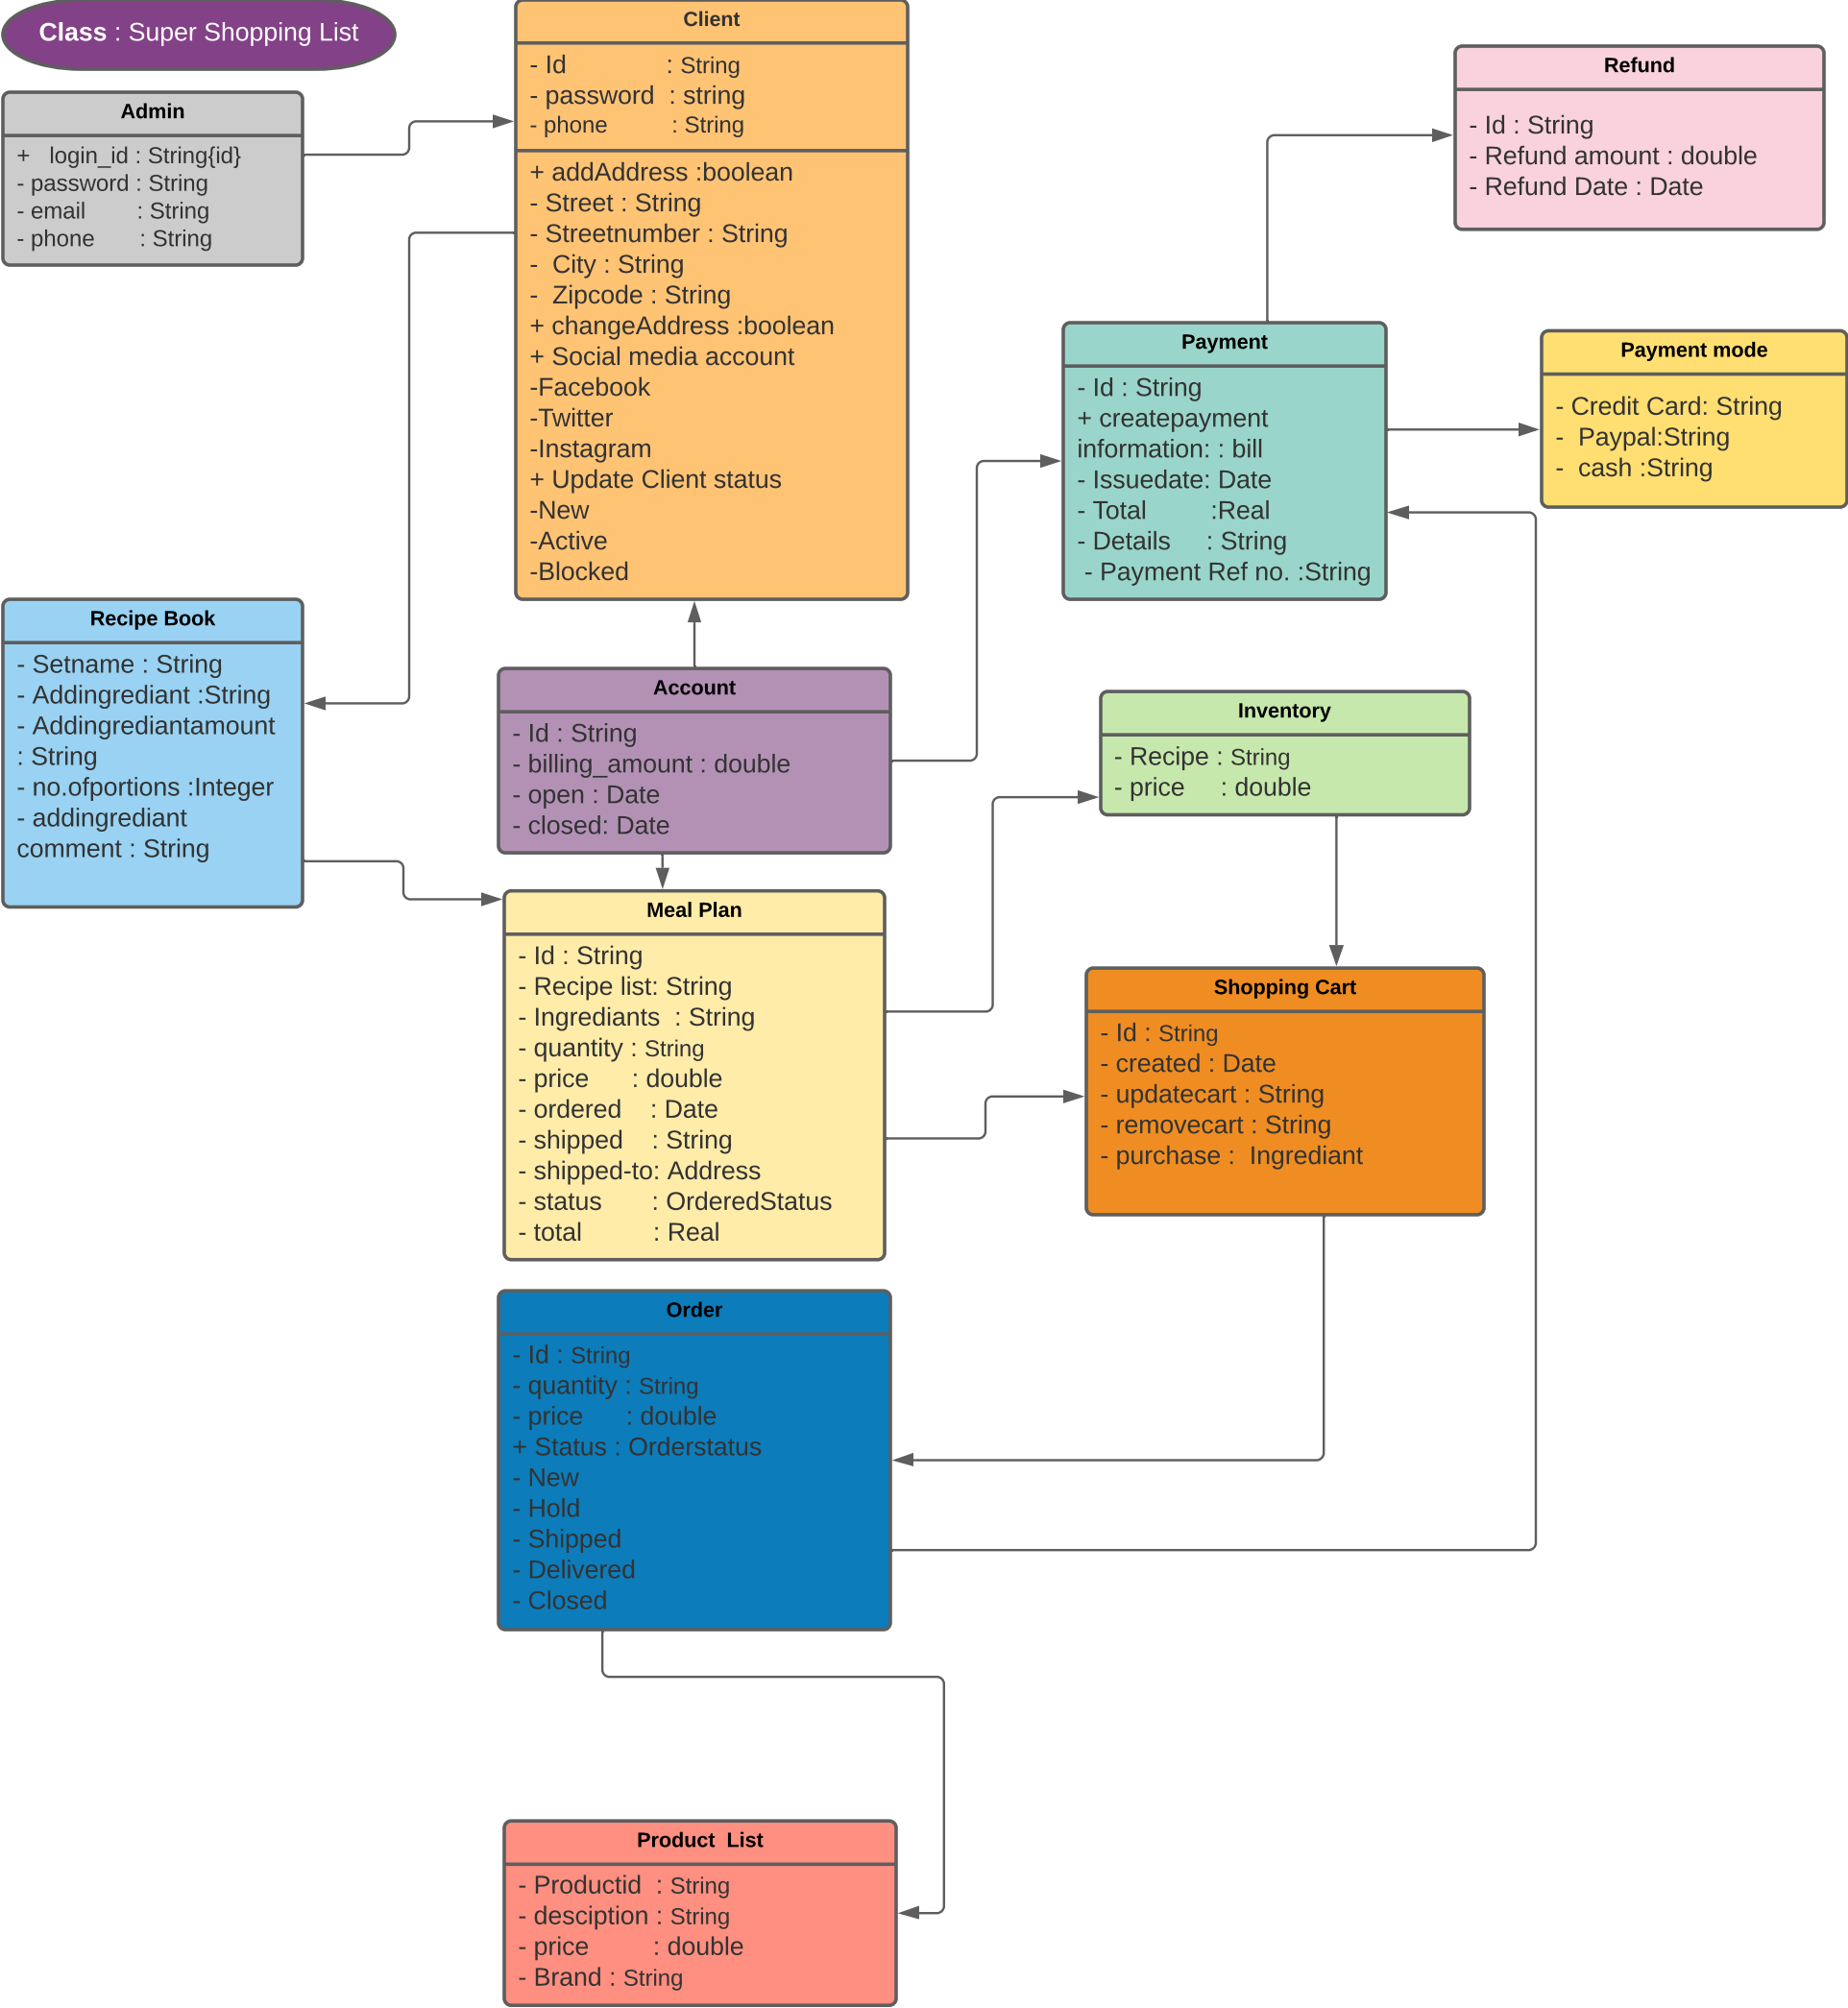 Class : Super Shopping List
Admin
+ login_id : String{id}
- password : String
- email : String
- phone : String
Client
- Id : String
- password : string
- phone : String
+ addAddress :boolean
- Street : String
- Streetnumber : String
- City : String
- Zipcode : String
+ changeAddress :boolean
+ Social media account
-Facebook
-Twitter
-Instagram
+ Update Client status
-New
-Active
-Blocked
Refund
- Id : String
- Refund amount : double
- Refund Date : Date
Payment
- Id : String
+ createpayment
information: : bill
- Issuedate: Date
- Total :Real
- Details : String
- Payment Ref no. :String
Payment mode
- Credit Card: String
- Paypal:String
- cash :String
Recipe Book
- Setname : String
- Addingrediant :String
- Addingrediantamount
: String
- no.ofportions :Integer
- addingrediant
comment : String
Account
- Id : String
- billing_amount : double
- open : Date
- closed: Date
Inventory
- Recipe : String
- price : double
Meal Plan
- Id : String
- Recipe list: String
- Ingrediants : String
- quantity : String
- price : double
- ordered : Date
- shipped : String
- shipped-to: Address
- status : OrderedStatus
- total : Real
Shopping Cart
- Id : String
- created : Date
- updatecart : String
- removecart : String
- purchase : Ingrediant
Order
- Id : String
- quantity : String
- price : double
+ Status : Orderstatus
- New
- Hold
- Shipped
- Delivered
- Closed
Product List
- Productid : String
- desciption : String
- price : double
- Brand : String